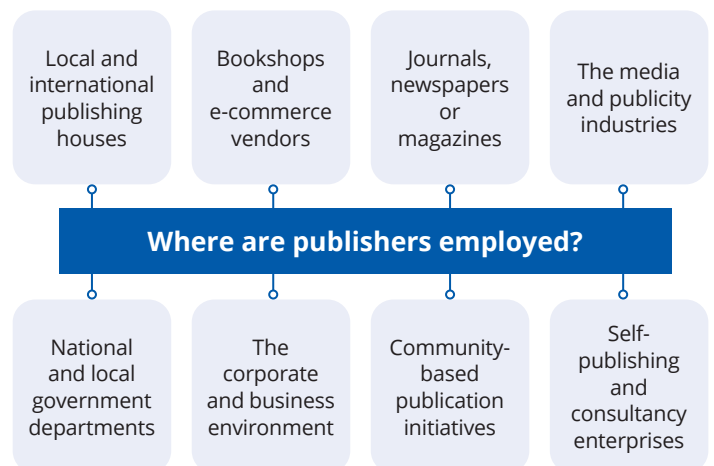 Local and
international
publishing
houses
Bookshops
and
e-commerce
vendors
Journals,
newspapers
or
magazines
The media
and publicity
industries
Where are publishers employed?
National
and local
government
departments
The
corporate
and business
environment
Community-
based
publication
initiatives
Self-
publishing
and
consultancy
enterprises